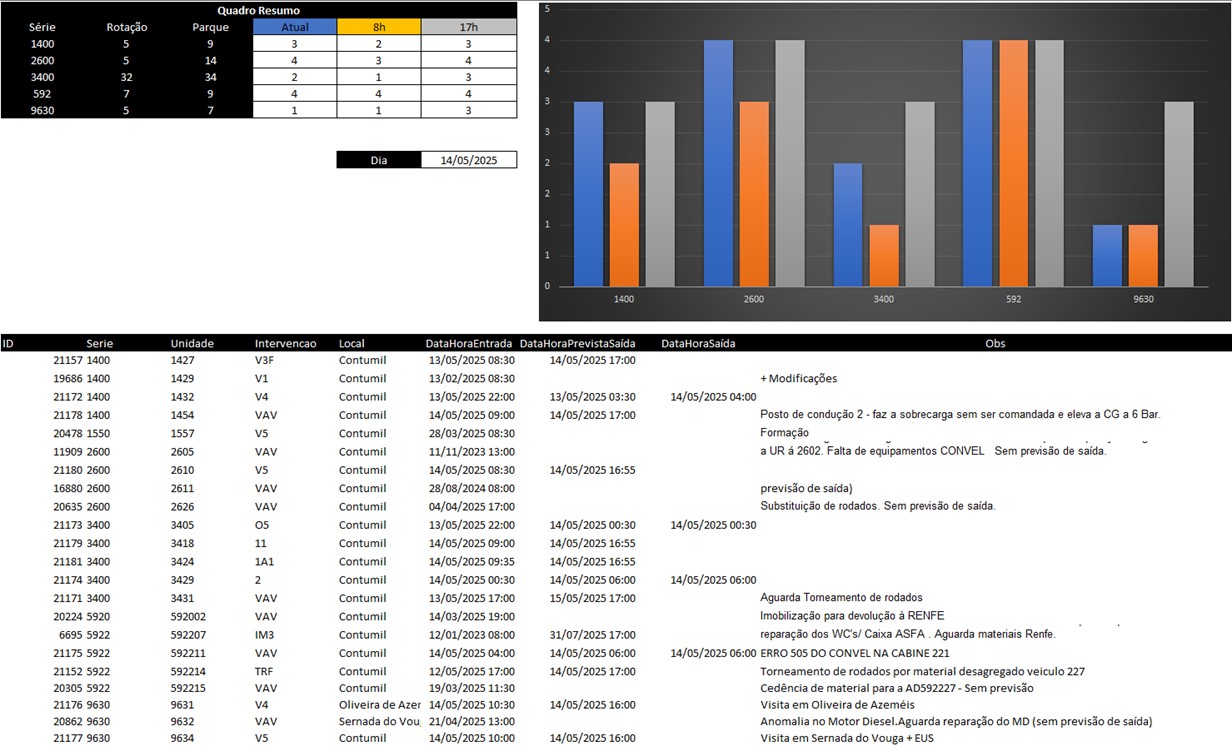 Quadro Resumo
Série Rotação Parque Atual 8h 17h
1400 5 9 3 2 3
2600 5 14 4 3 4
3400 32 34 2 1 3
592 7 9 4 4 4
9630 5 7 1 1 3
Dia 14/05/2025
5
4
4
3
3
2
2
1
1
0
1400 2600 3400 592 9630
ID Serie Unidade Intervencao Local DataHoraEntrada DataHoraPrevistaSaída DataHoraSaída Obs
21157 1400 1427 V3F Contumil 13/05/2025 08:30 14/05/2025 17:00
19686 1400 1429 V1 Contumil 13/02/2025 08:30 + Modificações
21172 1400 1432 V4 Contumil 13/05/2025 22:00 13/05/2025 03:30 14/05/2025 04:00
21178 1400 1454 VAV Contumil 14/05/2025 09:00 14/05/2025 17:00 Posto de condução 2 - faz a sobrecarga sem ser comandada e eleva a CG a 6 Bar.
20478 1550 1557 V5 Contumil 28/03/2025 08:30 Formação
11909 2600 2605 VAV Contumil 11/11/2023 13:00 a UR á 2602. Falta de equipamentos CONVEL Sem previsão de saída.
21180 2600 2610 V5 Contumil 14/05/2025 08:30 14/05/2025 16:55
16880 2600 2611 VAV Contumil 28/08/2024 08:00 previsão de saída)
20635 2600 2626 VAV Contumil 04/04/2025 17:00 Substituição de rodados. Sem previsão de saída.
21173 3400 3405 O5 Contumil 13/05/2025 22:00 14/05/2025 00:30 14/05/2025 00:30
21179 3400 3418 11 Contumil 14/05/2025 09:00 14/05/2025 16:55
21181 3400 3424 1A1 Contumil 14/05/2025 09:35 14/05/2025 16:55
21174 3400 3429 2 Contumil 14/05/2025 00:30 14/05/2025 06:00 14/05/2025 06:00
21171 3400 3431 VAV Contumil 13/05/2025 17:00 15/05/2025 17:00 Aguarda Torneamento de rodados
20224 5920 592002 VAV Contumil 14/03/2025 19:00 Imobilização para devolução à RENFE
6695 5922 592207 IM3 Contumil 12/01/2023 08:00 31/07/2025 17:00 reparação dos WC's/ Caixa ASFA . Aguarda materiais Renfe.
21175 5922 592211 VAV Contumil 14/05/2025 04:00 14/05/2025 06:00 14/05/2025 06:00 ERRO 505 DO CONVEL NA CABINE 221
21152 5922 592214 TRF Contumil 12/05/2025 17:00 14/05/2025 17:00 Torneamento de rodados por material desagregado veiculo 227
20305 5922 592215 VAV Contumil 19/03/2025 11:30 Cedência de material para a AD592227 - Sem previsão
21176 9630 9631 V4 Oliveira de Azer 14/05/2025 10:30 14/05/2025 16:00 Visita em Oliveira de Azeméis
20862 9630 9632 VAV Sernada do Vou 21/04/2025 13:00 Anomalia no Motor Diesel.Aguarda reparação do MD (sem previsão de saída)
21177 9630 9634 V5 Contumil 14/05/2025 10:00 14/05/2025 16:00 Visita em Sernada do Vouga + EUS